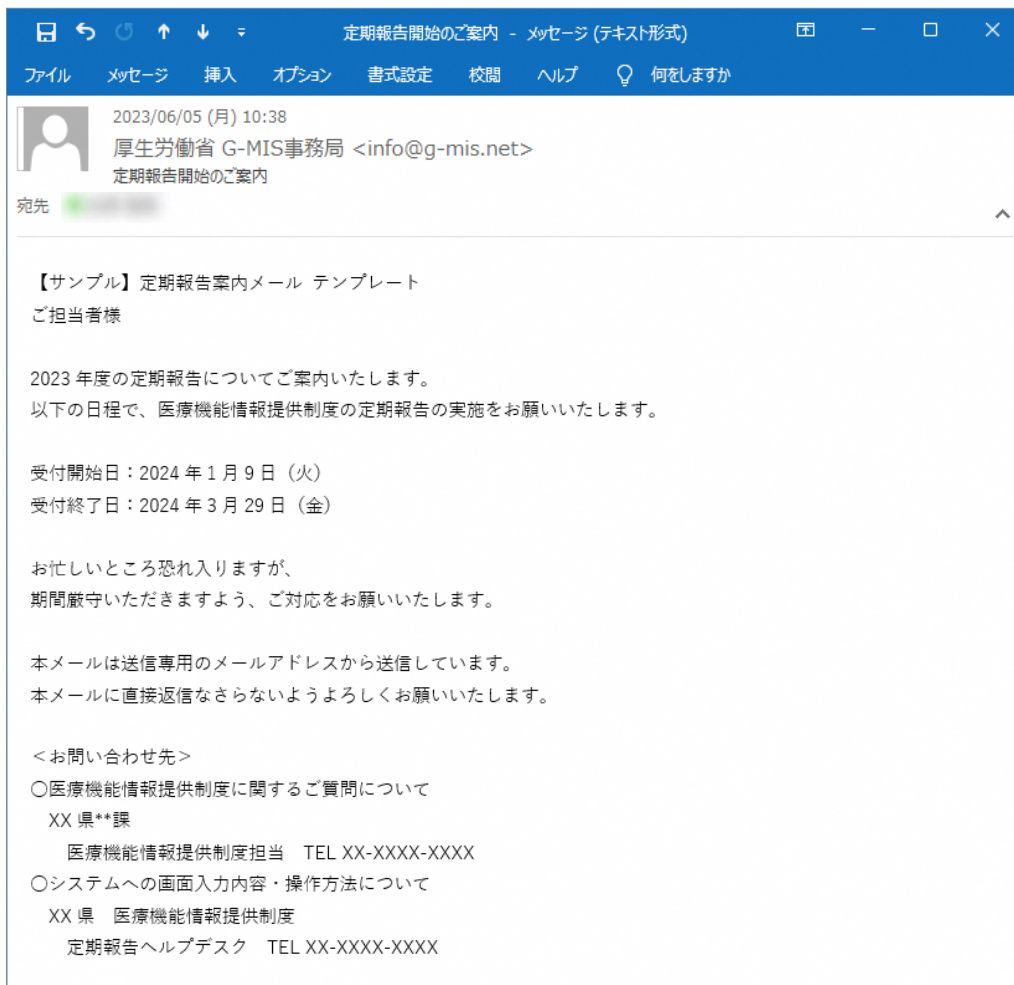 定期報告開始のご案内 - メッセージ (テキスト形式)
ファイル メッセージ 挿入 オプション 書式設定 校閲 ヘルプ 何をしますか
2023/06/05 (月) 10:38
厚生労働省 G-MIS事務局 <info@g-mis.net>
定期報告開始のご案内
宛先
【サンプル】定期報告案内メール テンプレート
ご担当者様
2023 年度の定期報告についてご案内いたします。
以下の日程で、医療機能情報提供制度の定期報告の実施をお願いいたします。
受付開始日：2024 年 1 月 9 日（火）
受付終了日：2024 年 3 月 29 日（金）
お忙しいところ恐れ入りますが、
期間厳守いただきますよう、ご対応をお願いいたします。
本メールは送信専用のメールアドレスから送信しています。
本メールに直接返信なさらないようよろしくお願いいたします。
＜お問い合わせ先＞
○医療機能情報提供制度に関するご質問について
XX 県**課
医療機能情報提供制度担当 TEL XX-XXXX-XXXX
○システムへの画面入力内容・操作方法について
XX 県 医療機能情報提供制度
定期報告ヘルプデスク TEL XX-XXXX-XXXX